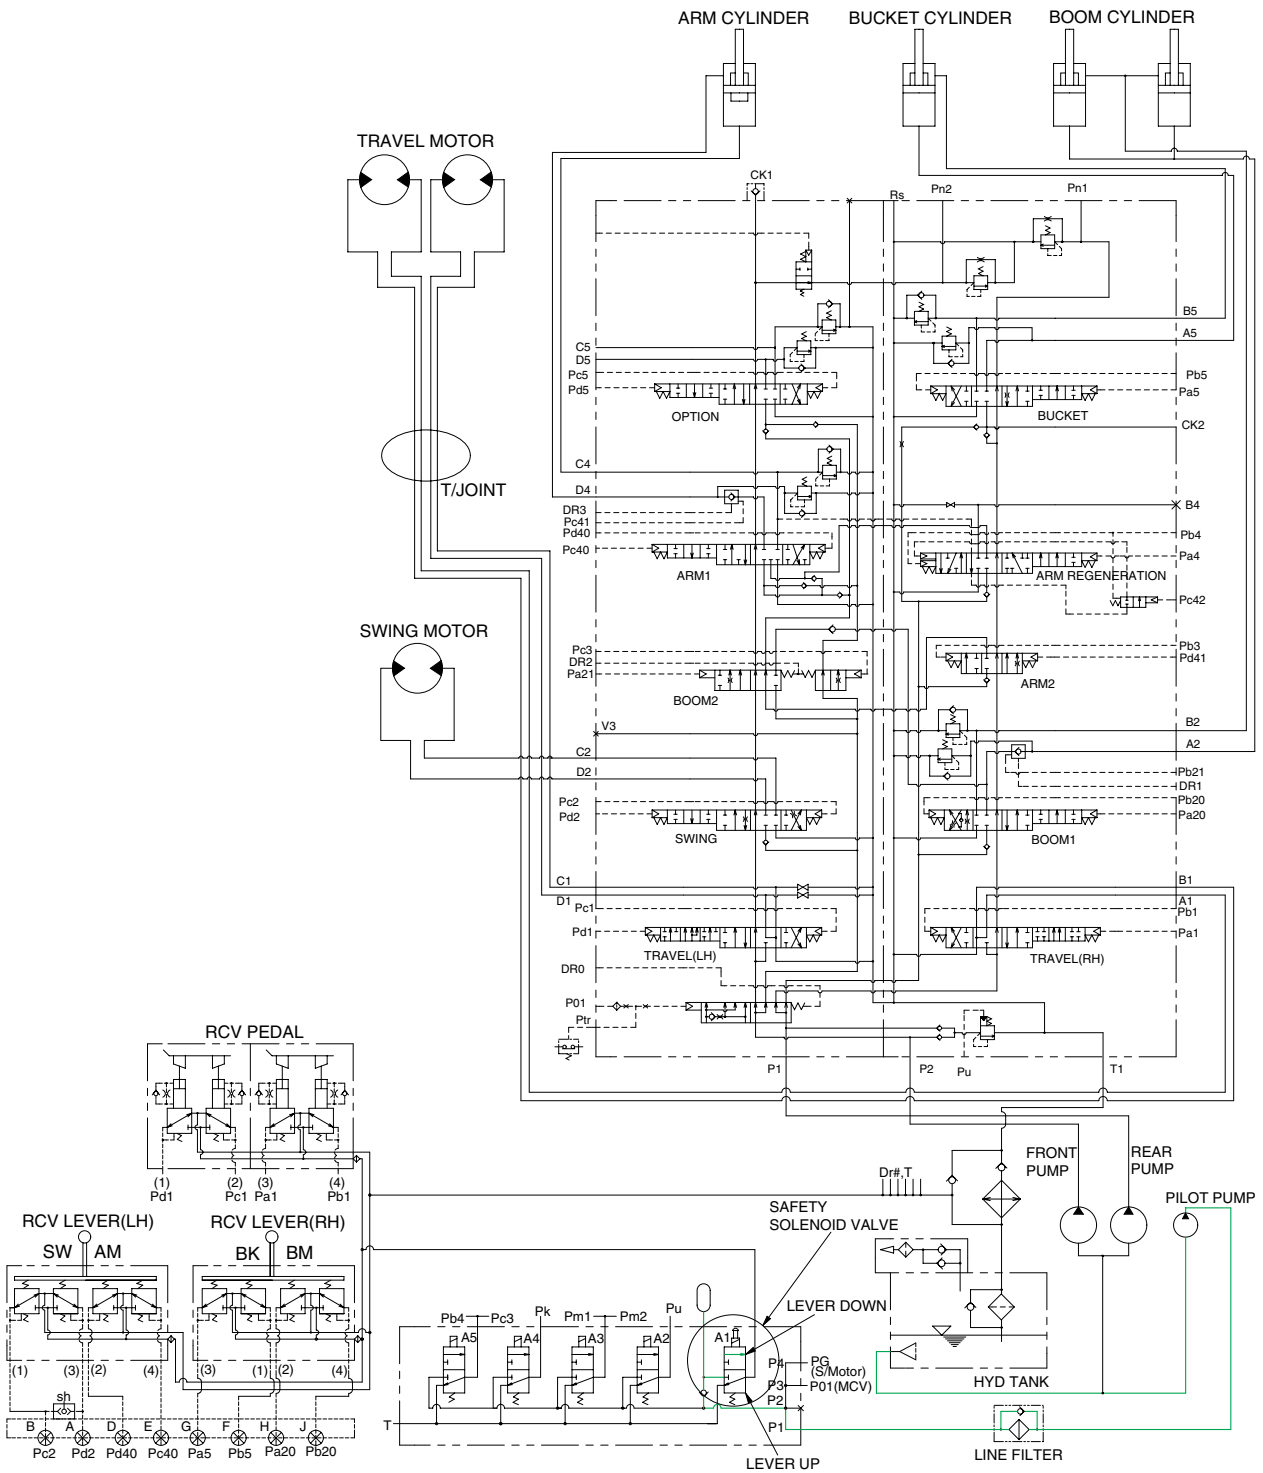 ARM CYLINDER
BUCKET CYLINDER
BOOM CYLINDER
TRAVEL MOTOR
CK1
Rs
Pn2
Pn1
B5
A5
C5
D5
Pc5
Pd5
Pb5
Pa5
OPTION
BUCKET
CK2
T/JOINT
C4
D4
DR3
Pc41
Pd40
Pc40
B4
Pb4
Pa4
ARM1
ARM REGENERATION
Pc42
SWING MOTOR
Pc3
DR2
Pa21
Pb3
Pd41
ARM2
BOOM2
V3
B2
C2
A2
D2
Pb21
DR1
Pc2
Pd2
Pb20
Pa20
SWING
BOOM1
C1
D1
B1
A1
Pc1
Pb1
Pd1
Pa1
TRAVEL(LH)
TRAVEL(RH)
DR0
P01
Ptr
P1
P2
Pu
T1
RCV PEDAL
(1)
Pd1
(2)
Pc1
(3)
Pa1
(4)
Pb1
Dr#,T
FRONT
PUMP
REAR
PUMP
PILOT PUMP
SAFETY
SOLENOID VALVE
RCV LEVER(LH)
RCV LEVER(RH)
SW
AM
BK
BM
LEVER DOWN
Pb4
Pc3
Pk
Pm1
Pm2
Pu
A5
A4
A3
A2
A1
P4
PG
(S/Motor)
P3
P01(MCV)
P2
P1
T
HYD TANK
(1)
(3)
(2)
(4)
(3)
(1)
(2)
(4)
sh
B
A
D
E
G
F
H
J
Pc2
Pd2
Pd40
Pc40
Pa5
Pb5
Pa20
Pb20
LEVER UP
LINE FILTER